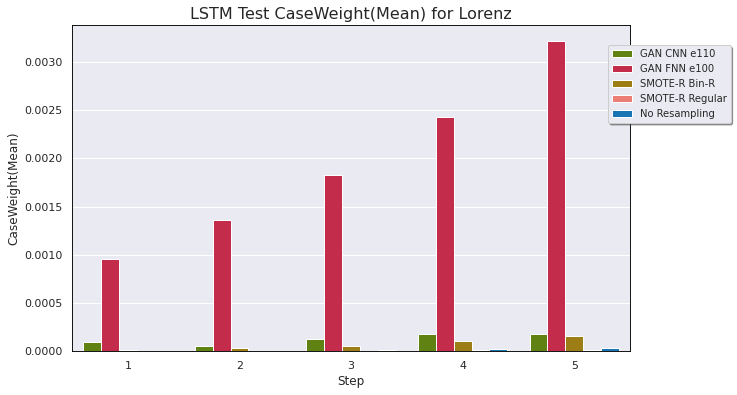 LSTM Test CaseWeight(Mean) for Lorenz
GAN CNN e110
GAN FNN e100
SMOTE-R Bin-R
SMOTE-R Regular
No Resampling
CaseWeight(Mean)
0.0030
0.0025
0.0020
0.0015
0.0010
0.0005
0.0000
1 2 3 4 5
Step